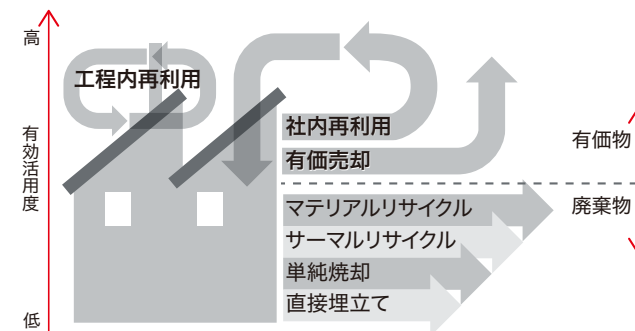 高
工程内再利用
社内再利用
有効活用度
有価売却
有価物
マテリアルリサイクル
廃棄物
サーマルリサイクル
単純焼却
直接埋立て
低